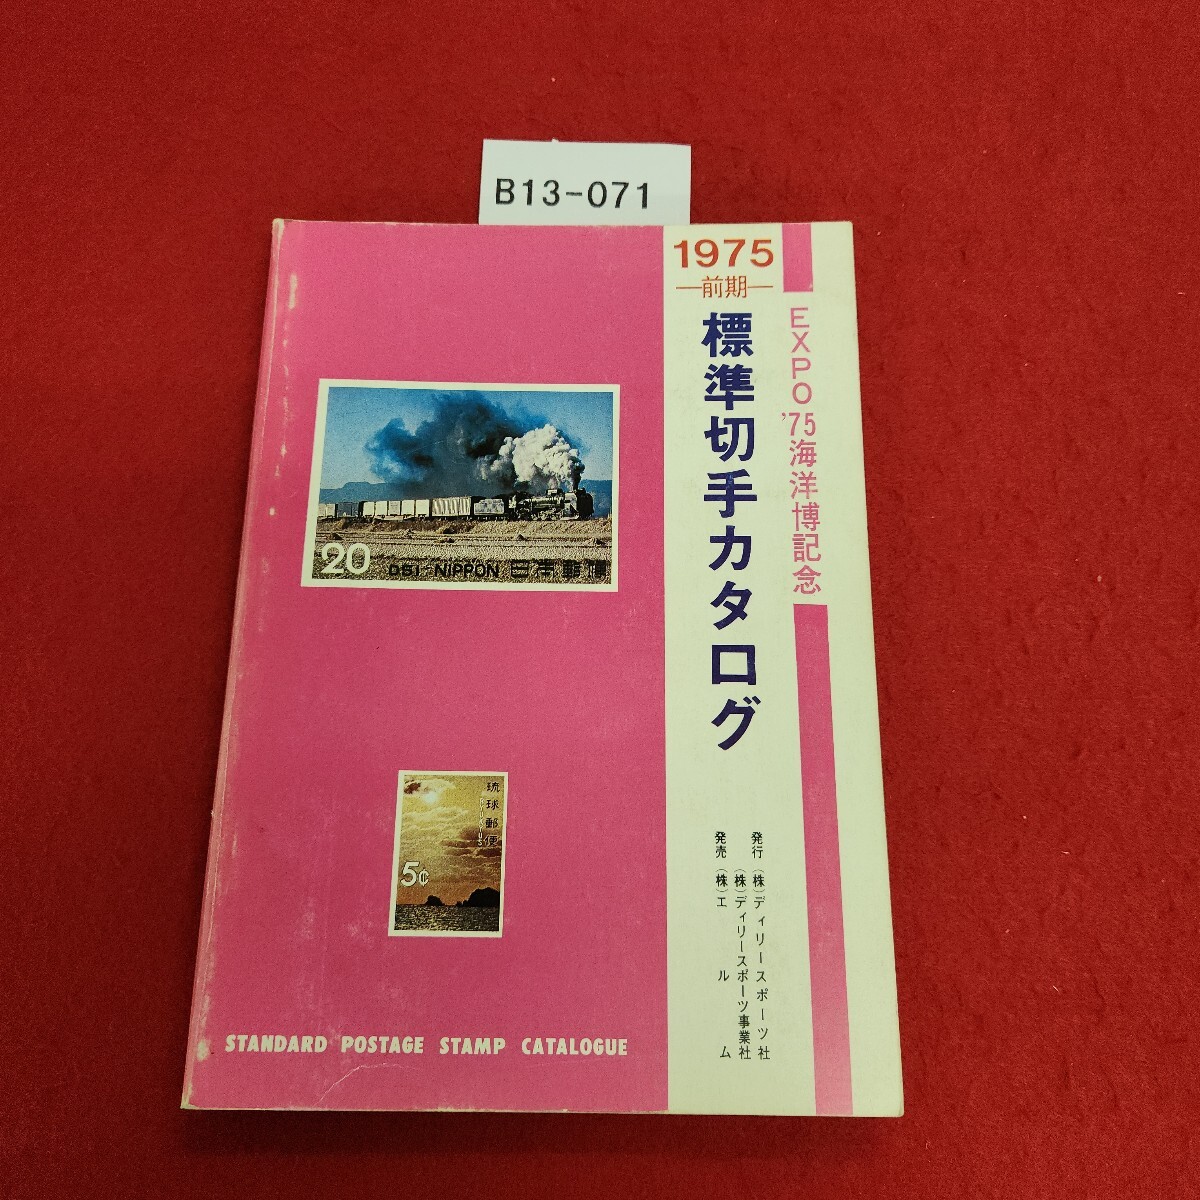 B13-071
1975
—前期—
標準切手カタログ
EXPO'75海洋博記念
20 D51 NIPPON 日本郵便
琉球郵便
RYUKYUS
5¢
発行(株)ディリースポーツ社
(株)ディリースポーツ事業社
発売(株)エルム
STANDARD POSTAGE STAMP CATALOGUE